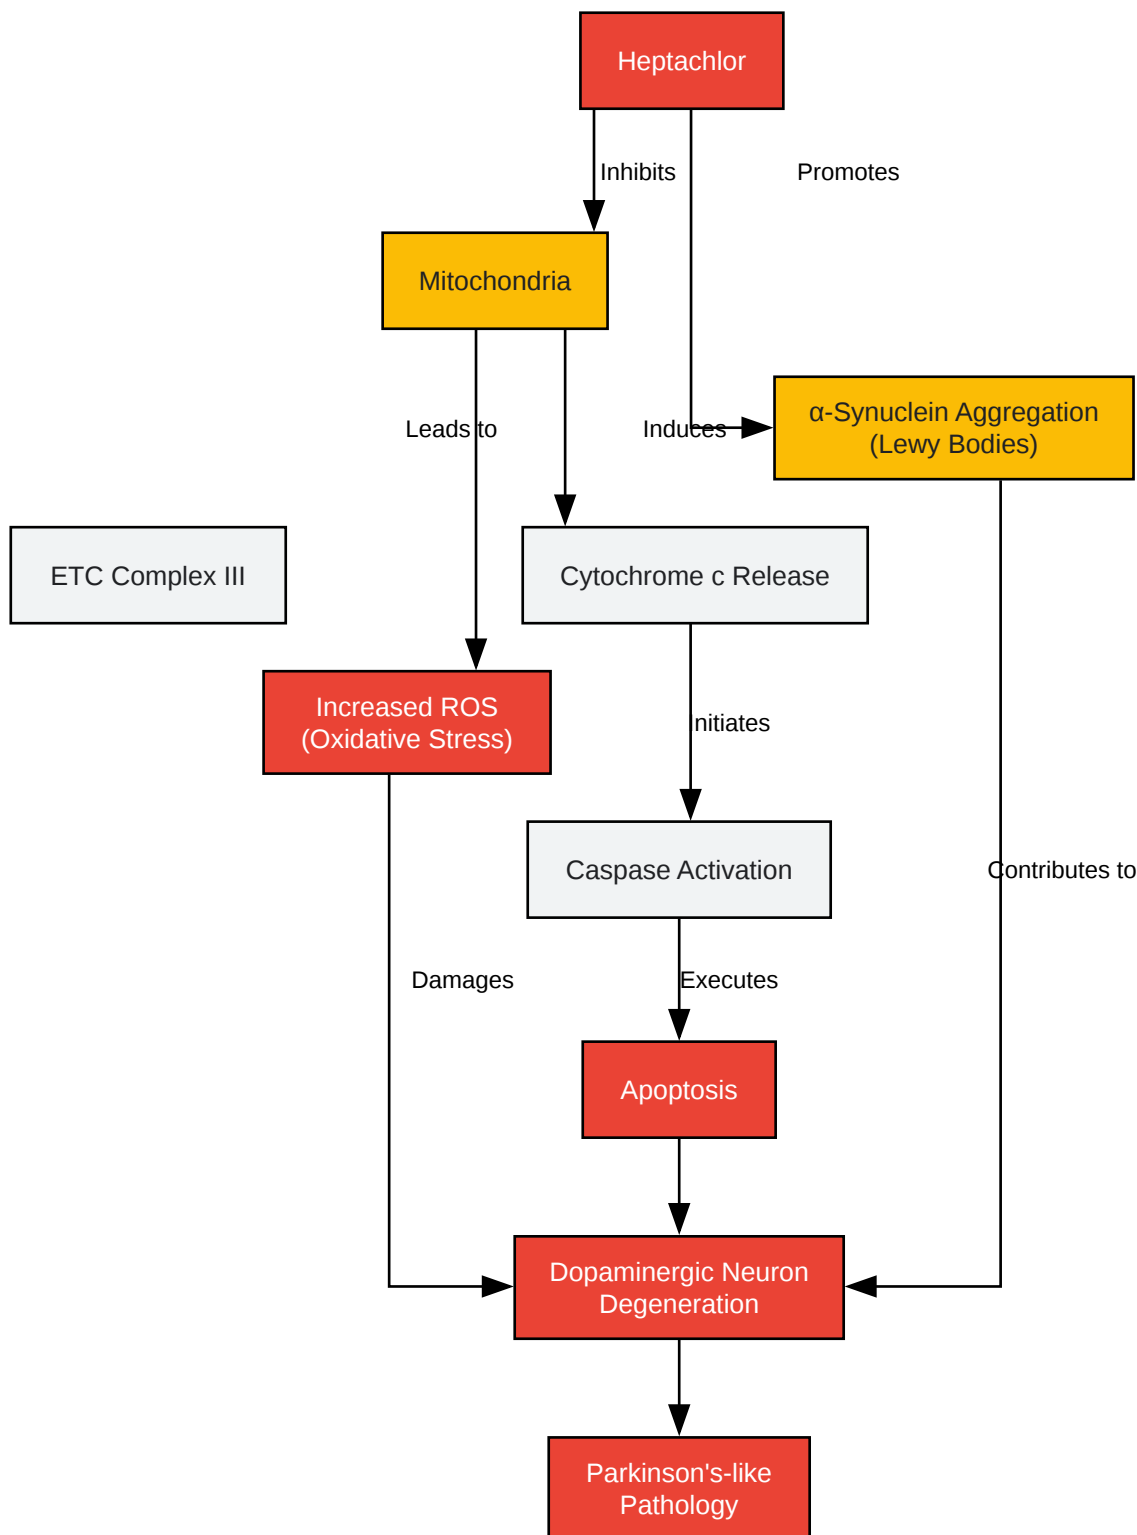 Heptachlor
Inhibits
Promotes
Mitochondria
α-Synuclein Aggregation
(Lewy Bodies)
Leads to
Induces
ETC Complex III
Cytochrome c Release
Increased ROS
(Oxidative Stress)
Initiates
Caspase Activation
Contributes to
Damages
Executes
Apoptosis
Dopaminergic Neuron
Degeneration
Parkinson's-like
Pathology